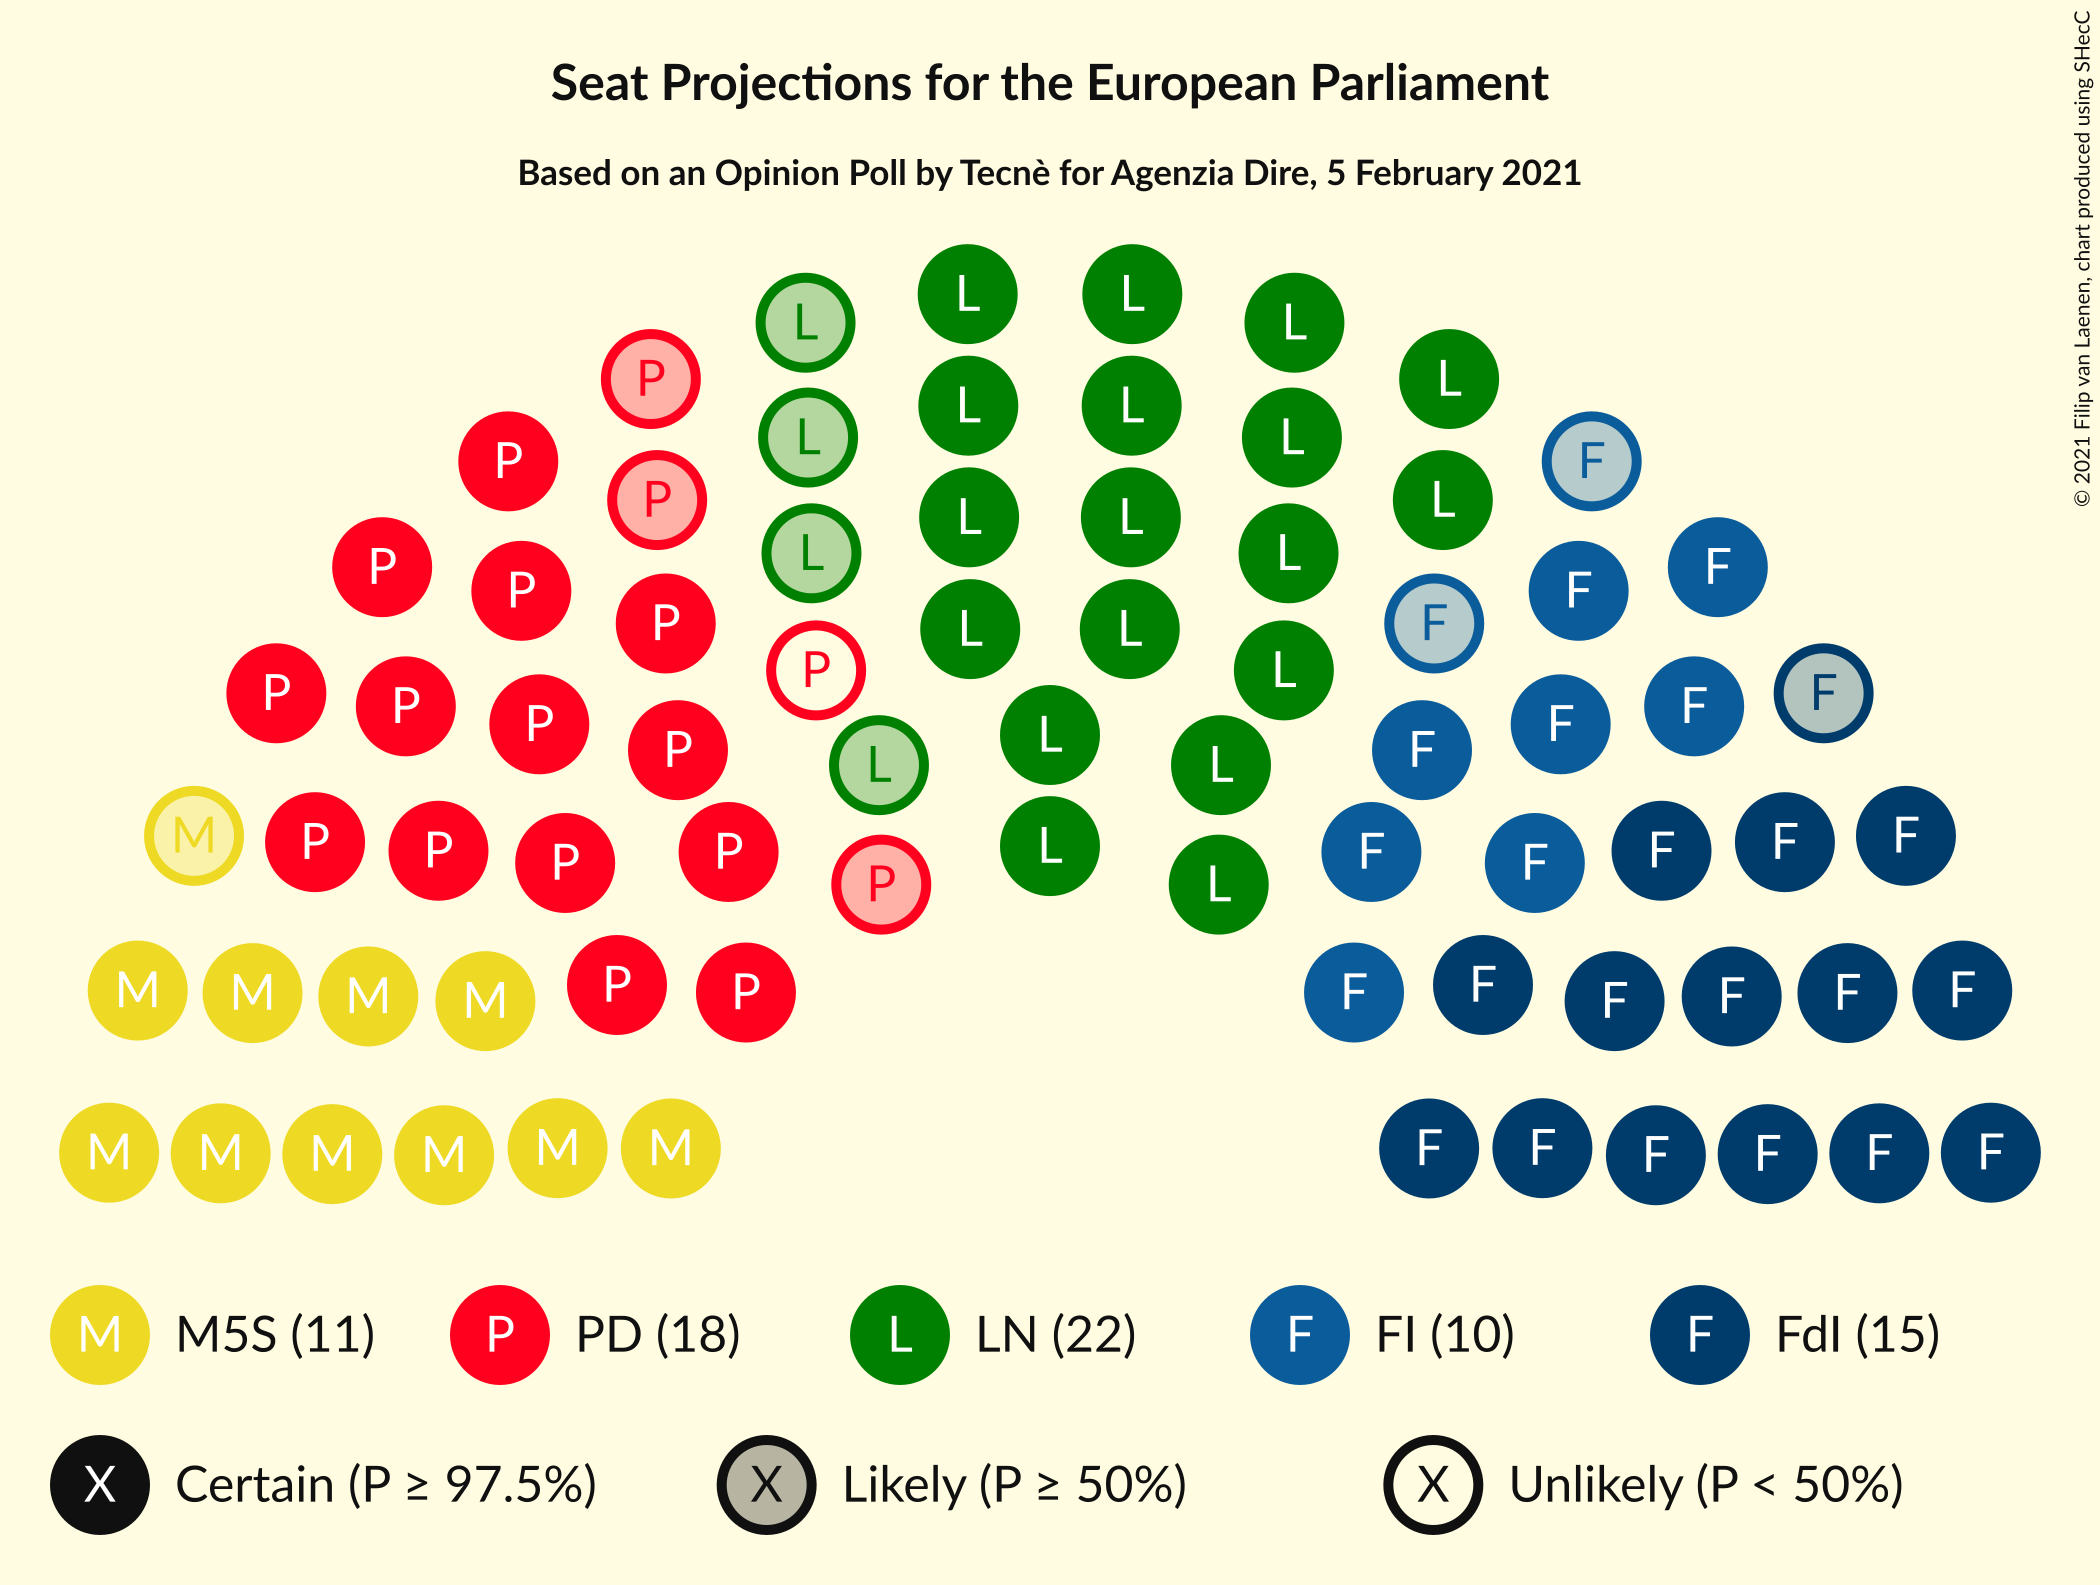 Seat Projections for the European Parliament
Based on an Opinion Poll by Tecnè for Agenzia Dire, 5 February 2021
© 2021 Filip van Laenen, chart produced using SHecC
L L
L L
P L
L L
L L
P F
P L
L L
L F
P P F F
P P F
P L
P P F F
P L L
L
P P F F
M P P P P F F F F F
L
P L
M M M M P P F F F F F F
M M M M M M F F F F F F
M M5S (11) P PD (18) L LN (22) F FI (10) F FdI (15)
X Certain (P ≥ 97.5%) X Likely (P ≥ 50%) X Unlikely (P < 50%)